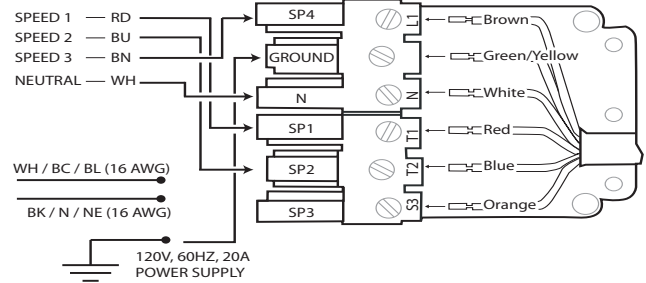 SPEED 1 — RD
SPEED 2 — BU
SPEED 3 — BN
NEUTRAL — WH
WH / BC / BL (16 AWG)
BK / N / NE (16 AWG)
120V, 60HZ, 20A
POWER SUPPLY
SP4
GROUND
N
SP1
SP2
SP3
L1
N
T1
T2
S3
Brown
Green/Yellow
White
Red
Blue
Orange